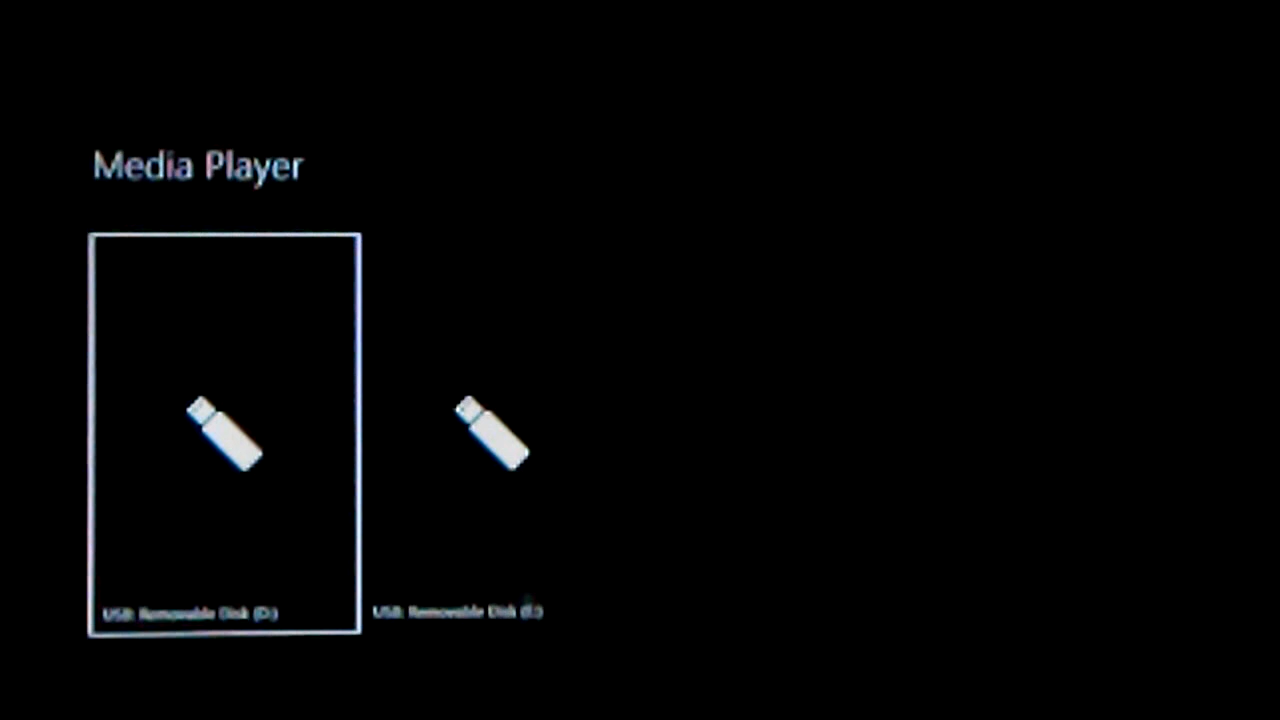 Media Player
USB: Removable Disk (D:)
USB: Removable Disk (E:)